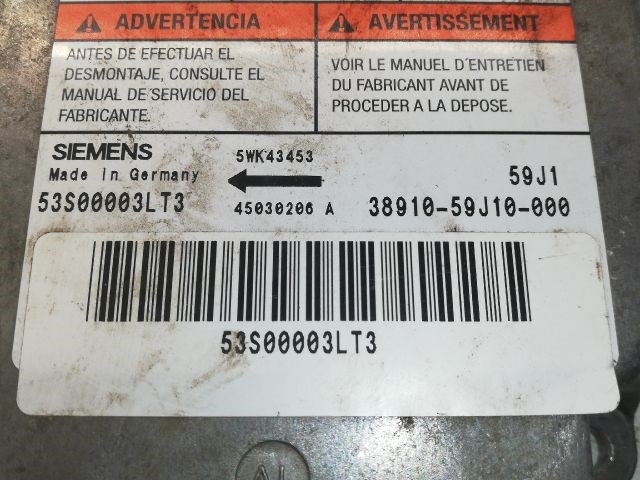 ADVERTENCIA
ANTES DE EFECTUAR EL
DESMONTAJE, CONSULTE EL
MANUAL DE SERVICIO DEL
FABRICANTE.
AVERTISSEMENT
VOIR LE MANUEL D'ENTRETIEN
DU FABRICANT AVANT DE
PROCEDER A LA DEPOSE.
SIEMENS 5WK43453
Made in Germany 59J1
53S00003LT3 45030206 A 38910-59J10-000
53S00003LT3